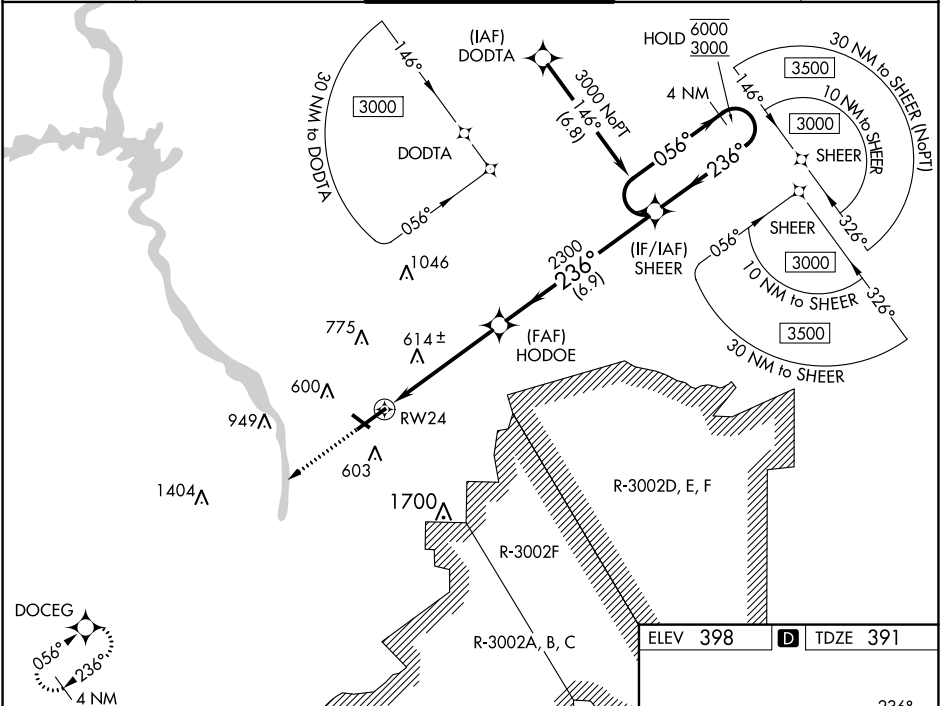 (IAF)
DODTA
HOLD 6000
3000
30 NM to SHEER (NoPT)
3500
146°
10 NM to SHEER
3000
SHEER
326°
146°
30 NM to DODTA
3000
DODTA
056°
3000 NoPT
146°
(6.8)
4 NM
056°
236°
(IF/IAF)
SHEER
2300
236°
(6.9)
SHEER
056°
3000
10 NM to SHEER
326°
3500
30 NM to SHEER
1046
775
614 ±
(FAF)
HODOE
600
949
RW24
603
1404
1700
R-3002D, E, F
R-3002F
R-3002A, B, C
DOCEG
056°
236°
4 NM
ELEV 398 D TDZE 391